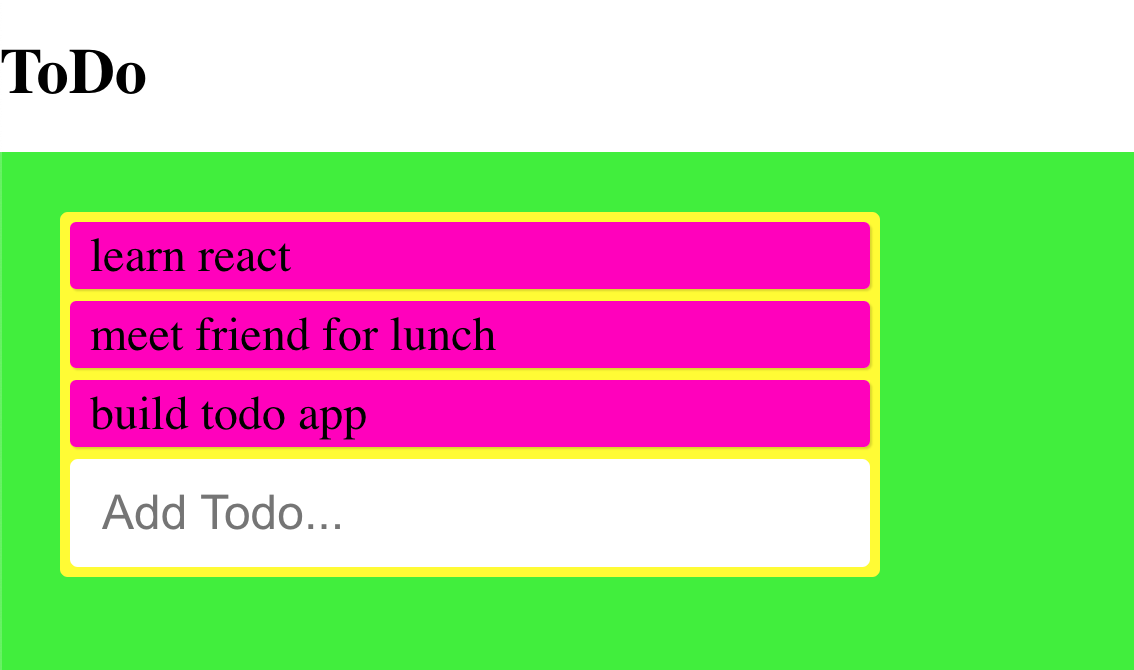 ToDo
learn react
meet friend for lunch
build todo app
Add Todo...